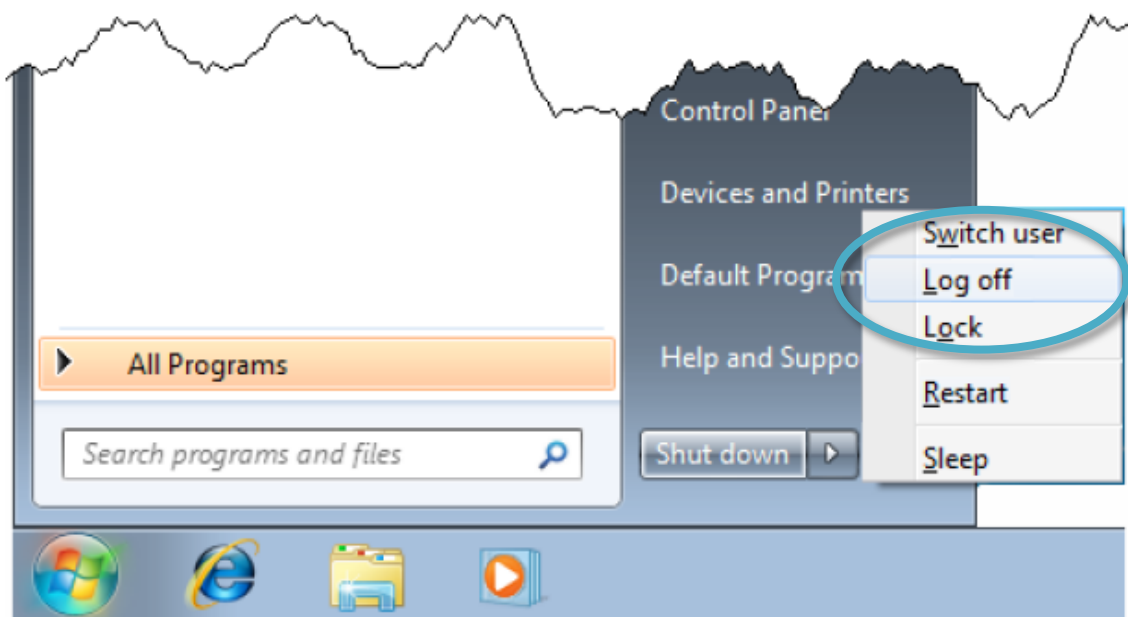 Control Panel
Devices and Printers
Switch user
Default Program
Log off
Lock
All Programs
Help and Suppo
Restart
Search programs and files
Shut down
Sleep